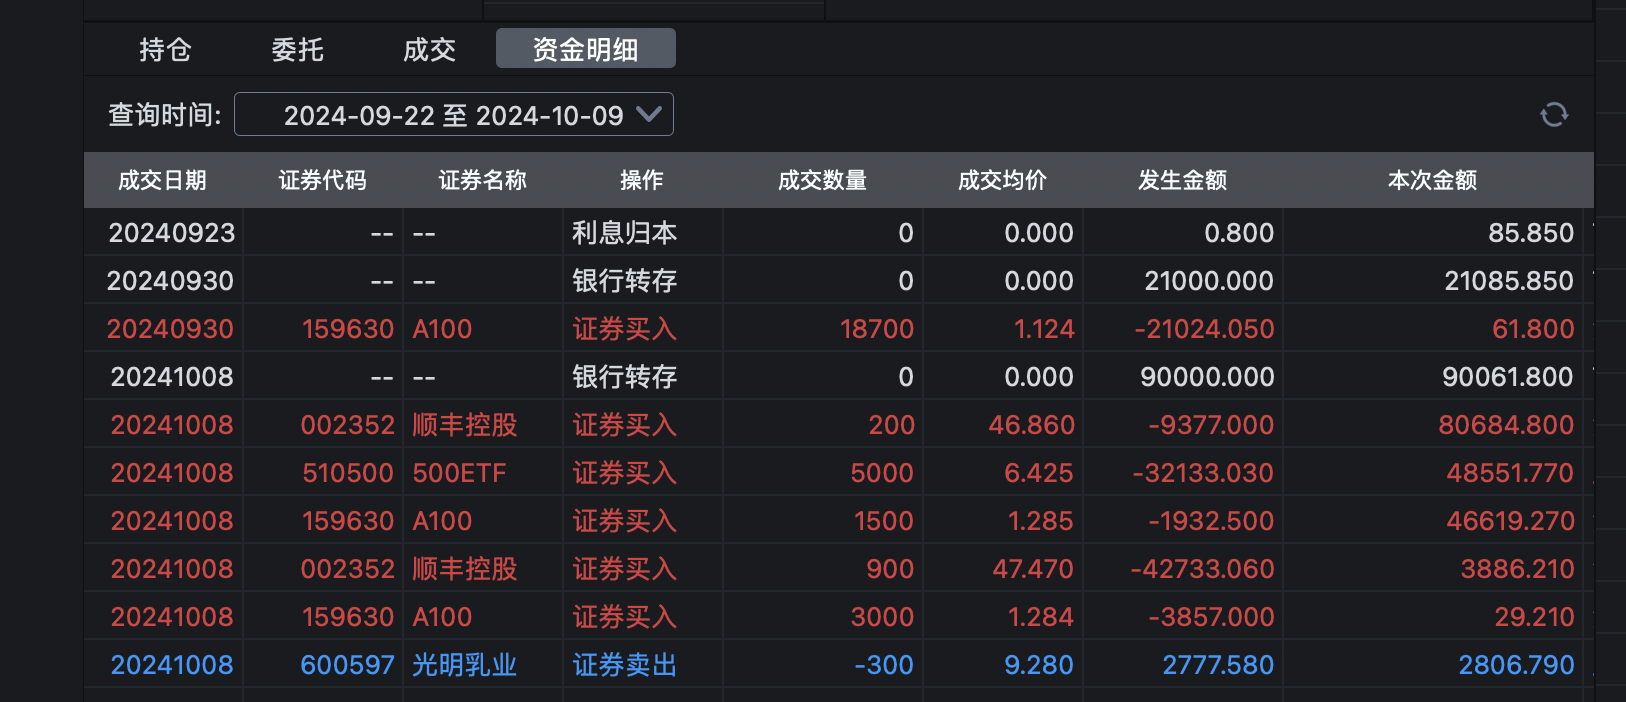 持仓 委托 成交 资金明细
查询时间: 2024-09-22 至 2024-10-09
成交日期 证券代码 证券名称 操作 成交数量 成交均价 发生金额 本次金额
20240923 -- -- 利息归本 0 0.000 0.800 85.850
20240930 -- -- 银行转存 0 0.000 21000.000 21085.850
20240930 159630 A100 证券买入 18700 1.124 -21024.050 61.800
20241008 -- -- 银行转存 0 0.000 90000.000 90061.800
20241008 002352 顺丰控股 证券买入 200 46.860 -9377.000 80684.800
20241008 510500 500ETF 证券买入 5000 6.425 -32133.030 48551.770
20241008 159630 A100 证券买入 1500 1.285 -1932.500 46619.270
20241008 002352 顺丰控股 证券买入 900 47.470 -42733.060 3886.210
20241008 159630 A100 证券买入 3000 1.284 -3857.000 29.210
20241008 600597 光明乳业 证券卖出 -300 9.280 2777.580 2806.790